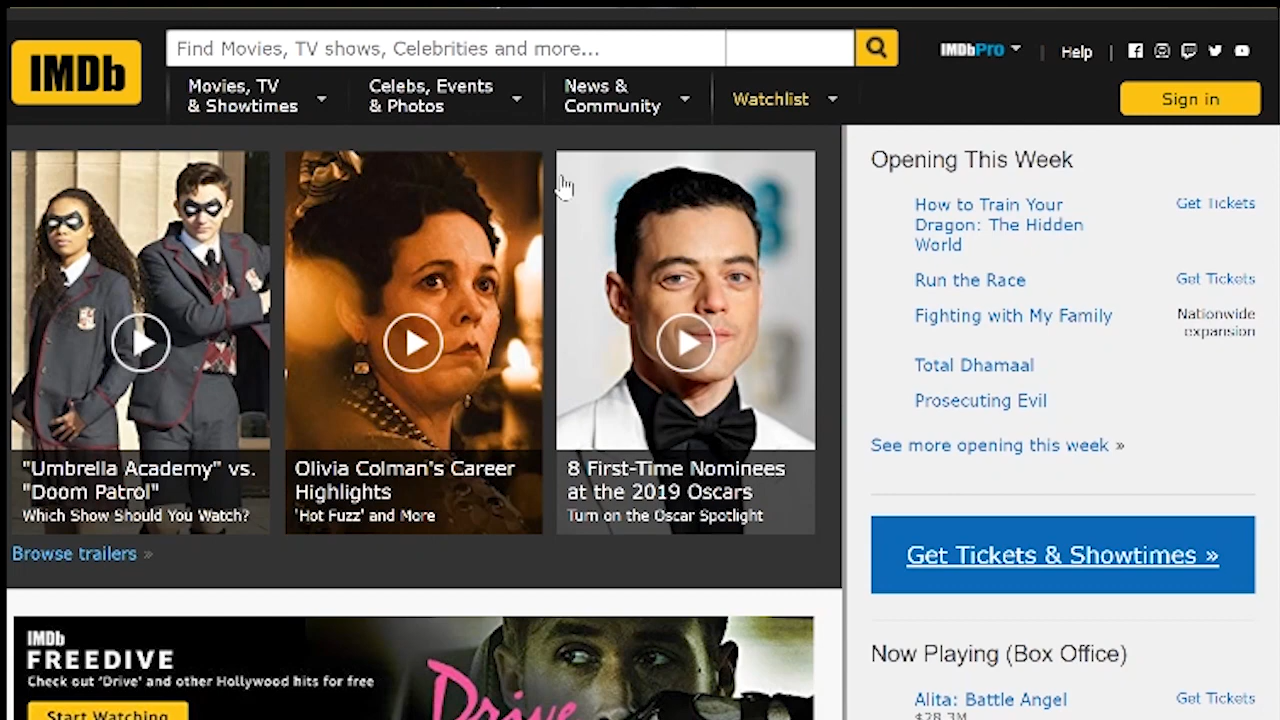 IMDb
Find Movies, TV shows, Celebrities and more...
IMDbPro
|
Help
|
Movies, TV
& Showtimes
Celebs, Events
& Photos
News &
Community
Watchlist
Sign in
"Umbrella Academy" vs.
"Doom Patrol"
Which Show Should You Watch?
Olivia Colman's Career
Highlights
'Hot Fuzz' and More
8 First-Time Nominees
at the 2019 Oscars
Turn on the Oscar Spotlight
Browse trailers »
IMDb
FREEDIVE
Check out 'Drive' and other Hollywood hits for free
Start Watching
Drive
Opening This Week
How to Train Your
Dragon: The Hidden
World
Get Tickets
Run the Race
Get Tickets
Fighting with My Family
Nationwide
expansion
Total Dhamaal
Prosecuting Evil
See more opening this week »
Get Tickets & Showtimes »
Now Playing (Box Office)
Alita: Battle Angel
Get Tickets
$28.3M